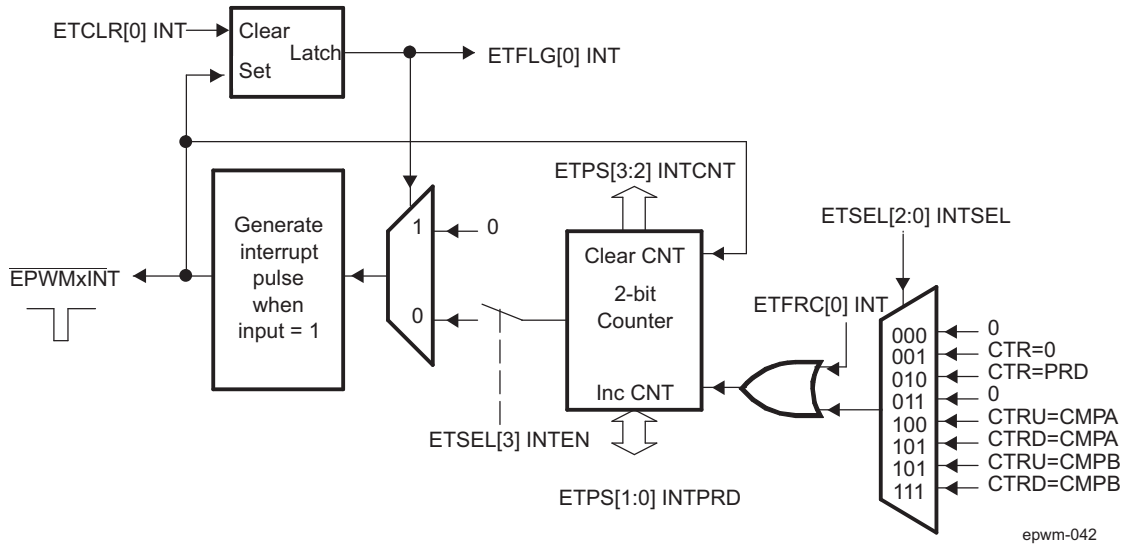 ETCLR[0] INT
Clear
Latch
Set
ETFLG[0] INT
ETPS[3:2] INTCNT
ETSEL[2:0] INTSEL
Generate
interrupt
pulse
when
input = 1
1
0
0
EPWMxINT
Clear CNT
2-bit
Counter
Inc CNT
ETFRC[0] INT
ETSEL[3] INTEN
ETPS[1:0] INTPRD
000
001
010
011
100
101
101
111
0
CTR=0
CTR=PRD
0
CTRU=CMPA
CTRD=CMPA
CTRU=CMPB
CTRD=CMPB
epwm-042